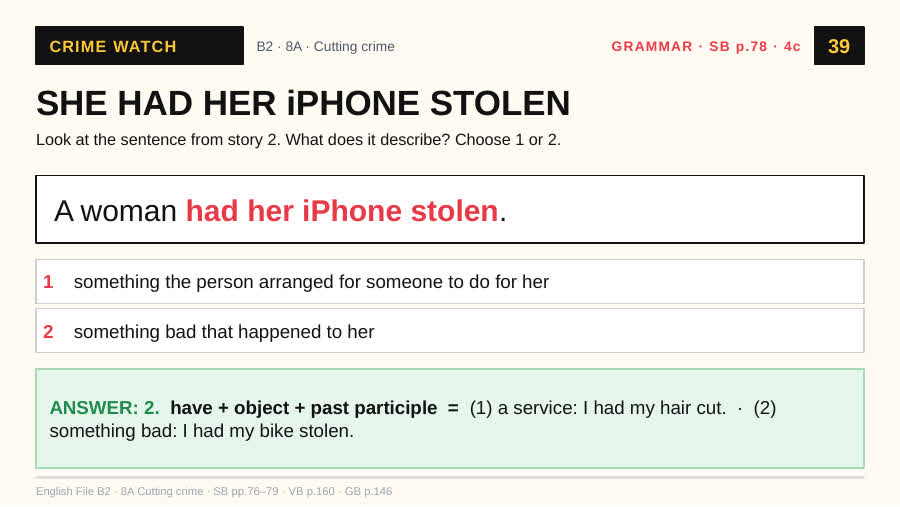 CRIME WATCH
B2 · 8A · Cutting crime
GRAMMAR · SB p.78 · 4c
39
SHE HAD HER iPHONE STOLEN
Look at the sentence from story 2. What does it describe? Choose 1 or 2.
A woman had her iPhone stolen.
1 something the person arranged for someone to do for her
2 something bad that happened to her
ANSWER: 2. have + object + past participle = (1) a service: I had my hair cut. · (2)
something bad: I had my bike stolen.
English File B2 · 8A Cutting crime · SB pp.76–79 · VB p.160 · GB p.146